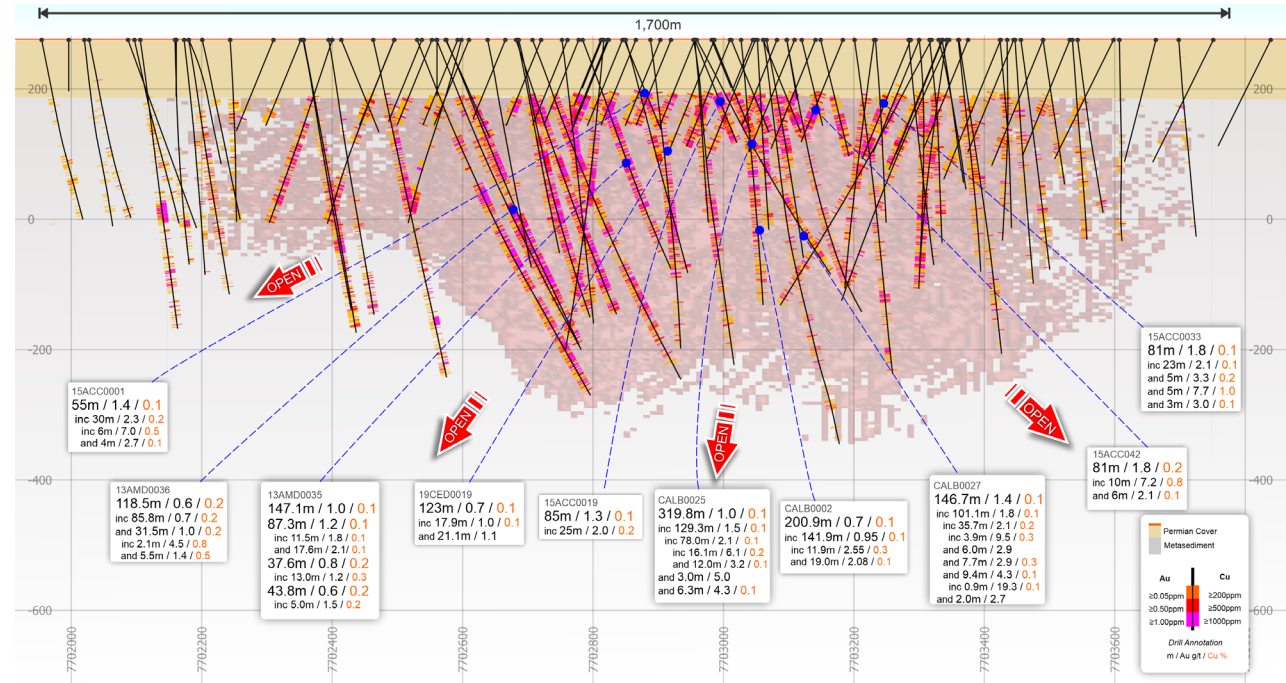 1,700m
200
0
-200
-400
-600
0
-200
-400
-600
OPEN
OPEN
OPEN
OPEN
15ACC0001
55m / 1.4 / 0.1
inc 30m / 2.3 / 0.2
inc 6m / 7.0 / 0.5
and 4m / 2.7 / 0.1
13AMD0036
118.5m / 0.6 / 0.2
inc 85.8m / 0.7 / 0.2
and 31.5m / 1.0 / 0.2
inc 2.1m / 4.5 / 0.8
and 5.5m / 1.4 / 0.5
13AMD0035
147.1m / 1.0 / 0.1
87.3m / 1.2 / 0.1
inc 11.5m / 1.8 / 0.1
and 17.6m / 2.1 / 0.1
37.6m / 0.8 / 0.2
inc 13.0m / 1.2 / 0.3
43.8m / 0.6 / 0.2
inc 5.0m / 1.5 / 0.2
19CED0019
123m / 0.7 / 0.1
inc 17.9m / 1.0 / 0.1
and 21.1m / 1.1
15ACC0019
85m / 1.3 / 0.1
inc 25m / 2.0 / 0.2
CALB0025
319.8m / 1.0 / 0.1
inc 129.3m / 1.5 / 0.1
inc 78.0m / 2.1 / 0.1
inc 16.1m / 6.1 / 0.2
and 12.0m / 3.2 / 0.1
and 3.0m / 5.0
and 6.3m / 4.3 / 0.1
CALB0002
200.9m / 0.7 / 0.1
inc 141.9m / 0.95 / 0.1
inc 11.9m / 2.55 / 0.3
and 19.0m / 2.08 / 0.1
CALB0027
146.7m / 1.4 / 0.1
inc 101.1m / 1.8 / 0.1
inc 35.7m / 2.1 / 0.2
inc 3.9m / 9.5 / 0.3
and 6.0m / 2.9
and 7.7m / 2.9 / 0.3
and 9.4m / 4.3 / 0.1
inc 0.9m / 19.3 / 0.1
and 2.0m / 2.7
15ACC042
81m / 1.8 / 0.2
inc 10m / 7.2 / 0.8
and 6m / 2.1 / 0.1
15ACC0033
81m / 1.8 / 0.1
inc 23m / 2.1 / 0.1
and 5m / 3.3 / 0.2
and 5m / 7.7 / 1.0
and 3m / 3.0 / 0.1
Permian Cover
Metasediment
Au Cu
≥0.05ppm ≥200ppm
≥0.50ppm ≥500ppm
≥1.00ppm ≥1000ppm
Drill Annotation
m / Au g/t / Cu %
7702000
7702200
7702400
7702600
7702800
7703000
7703200
7703400
7703600